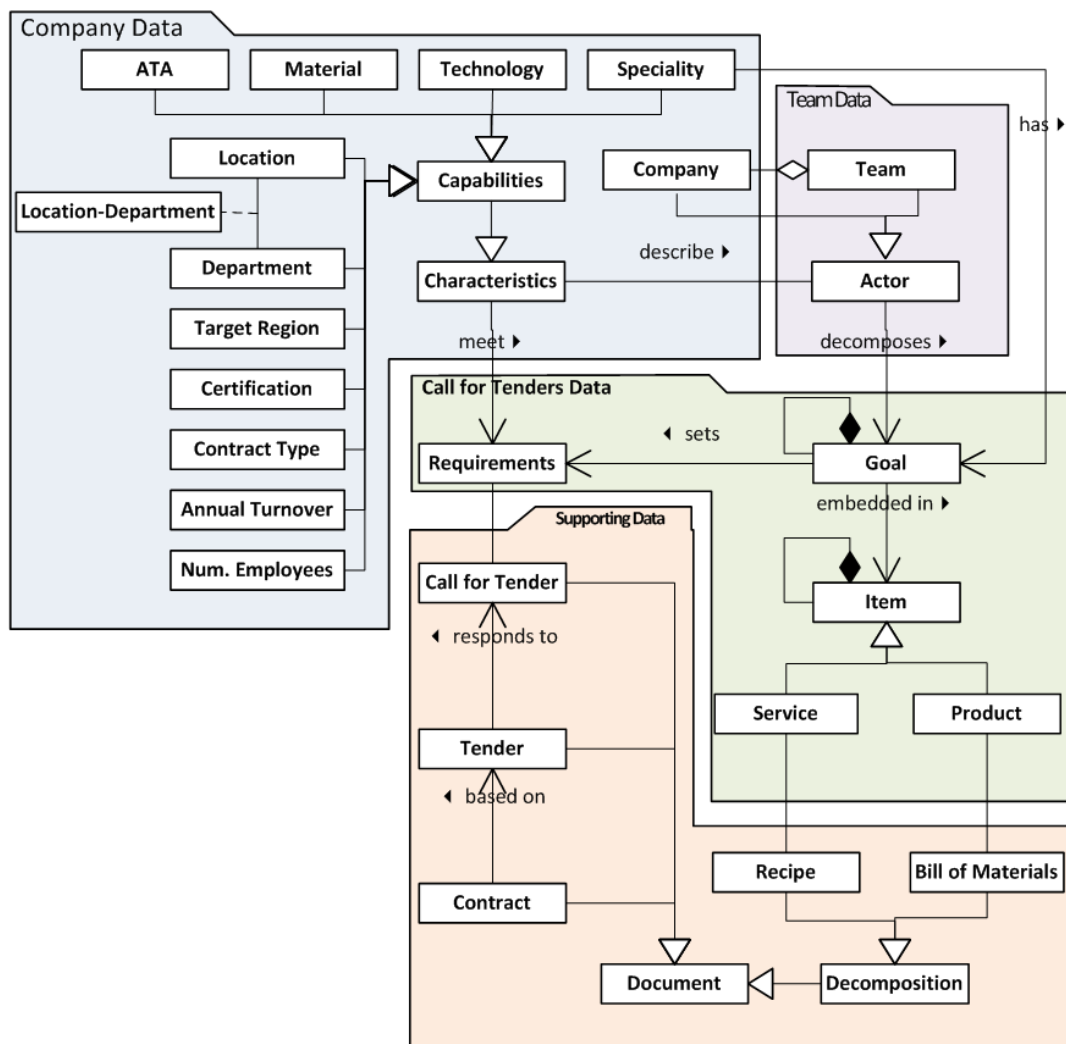 Company Data
ATA
Material
Technology
Speciality
Team Data
has
Location
Capabilities
Company
Team
Location-Department
describe
Department
Characteristics
Actor
Target Region
meet
decomposes
Certification
Call for Tenders Data
Contract Type
sets
Requirements
Goal
Annual Turnover
embedded in
Supporting Data
Num. Employees
Call for Tender
Item
responds to
Service
Product
Tender
based on
Recipe
Bill of Materials
Contract
Document
Decomposition